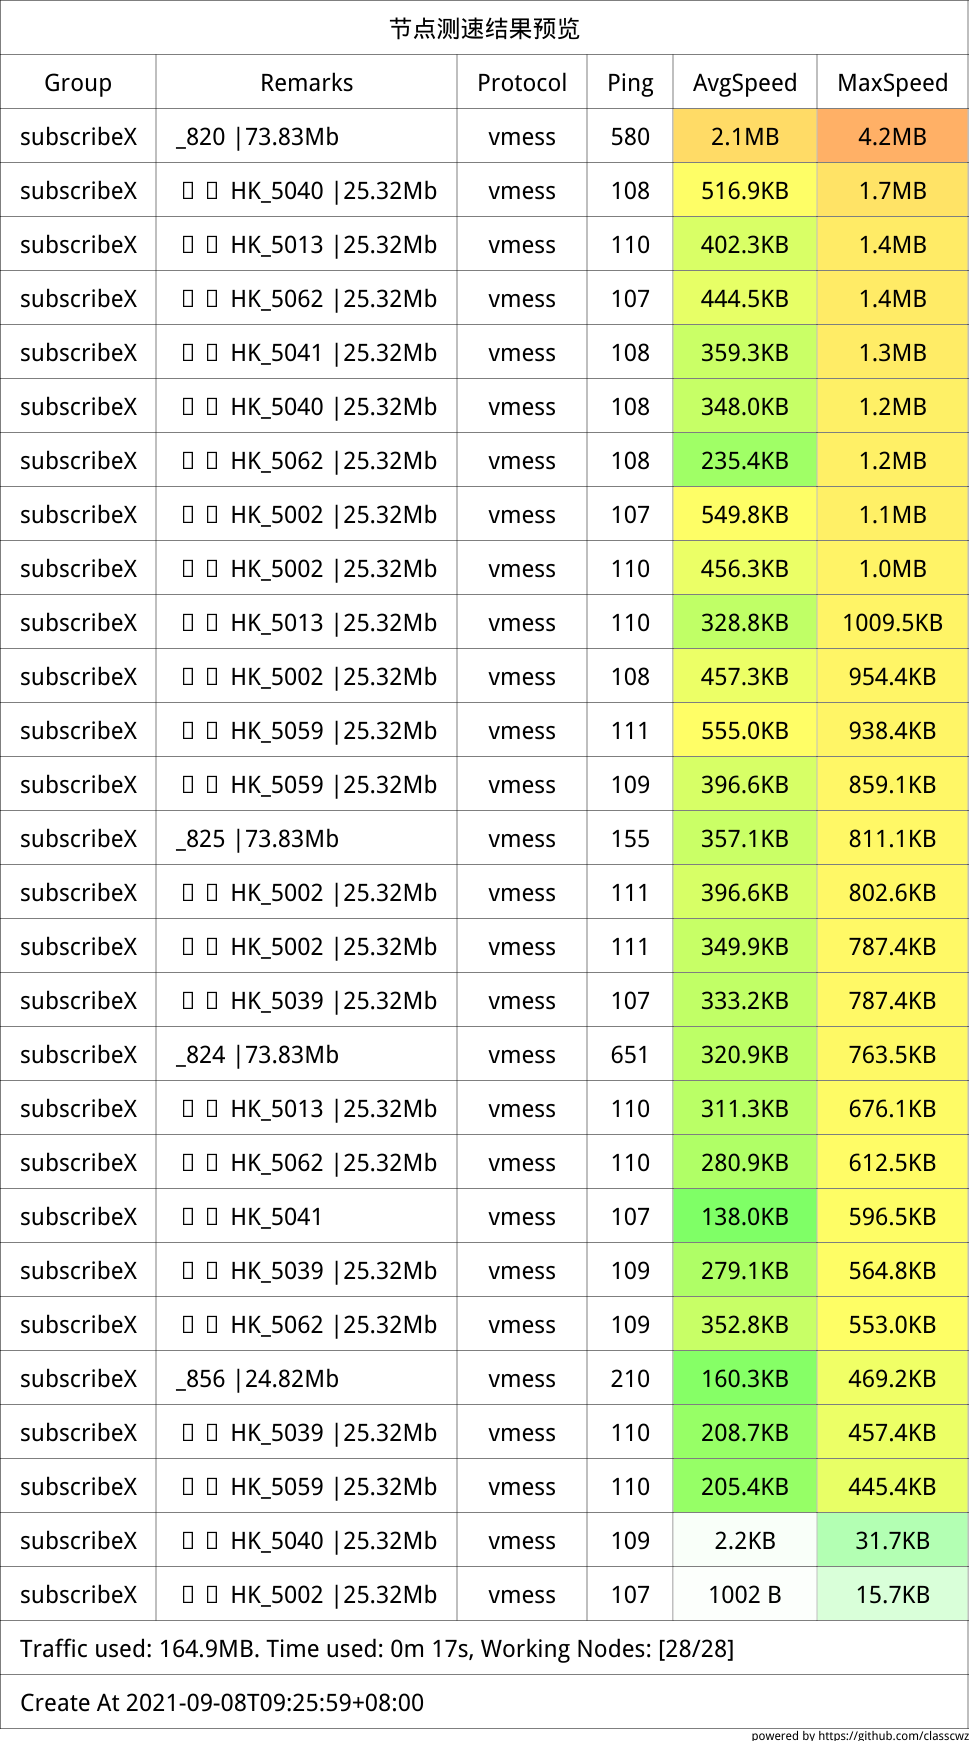 节点测速结果预览
Group Remarks Protocol Ping AvgSpeed MaxSpeed
subscribeX _820 |73.83Mb vmess 580 2.1MB 4.2MB
subscribeX HK_5040 |25.32Mb vmess 108 516.9KB 1.7MB
subscribeX HK_5013 |25.32Mb vmess 110 402.3KB 1.4MB
subscribeX HK_5062 |25.32Mb vmess 107 444.5KB 1.4MB
subscribeX HK_5041 |25.32Mb vmess 108 359.3KB 1.3MB
subscribeX HK_5040 |25.32Mb vmess 108 348.0KB 1.2MB
subscribeX HK_5062 |25.32Mb vmess 108 235.4KB 1.2MB
subscribeX HK_5002 |25.32Mb vmess 107 549.8KB 1.1MB
subscribeX HK_5002 |25.32Mb vmess 110 456.3KB 1.0MB
subscribeX HK_5013 |25.32Mb vmess 110 328.8KB 1009.5KB
subscribeX HK_5002 |25.32Mb vmess 108 457.3KB 954.4KB
subscribeX HK_5059 |25.32Mb vmess 111 555.0KB 938.4KB
subscribeX HK_5059 |25.32Mb vmess 109 396.6KB 859.1KB
subscribeX _825 |73.83Mb vmess 155 357.1KB 811.1KB
subscribeX HK_5002 |25.32Mb vmess 111 396.6KB 802.6KB
subscribeX HK_5002 |25.32Mb vmess 111 349.9KB 787.4KB
subscribeX HK_5039 |25.32Mb vmess 107 333.2KB 787.4KB
subscribeX _824 |73.83Mb vmess 651 320.9KB 763.5KB
subscribeX HK_5013 |25.32Mb vmess 110 311.3KB 676.1KB
subscribeX HK_5062 |25.32Mb vmess 110 280.9KB 612.5KB
subscribeX HK_5041 vmess 107 138.0KB 596.5KB
subscribeX HK_5039 |25.32Mb vmess 109 279.1KB 564.8KB
subscribeX HK_5062 |25.32Mb vmess 109 352.8KB 553.0KB
subscribeX _856 |24.82Mb vmess 210 160.3KB 469.2KB
subscribeX HK_5039 |25.32Mb vmess 110 208.7KB 457.4KB
subscribeX HK_5059 |25.32Mb vmess 110 205.4KB 445.4KB
subscribeX HK_5040 |25.32Mb vmess 109 2.2KB 31.7KB
subscribeX HK_5002 |25.32Mb vmess 107 1002 B 15.7KB
Traffic used: 164.9MB. Time used: 0m 17s, Working Nodes: [28/28]
Create At 2021-09-08T09:25:59+08:00
powered by https://github.com/classcwz